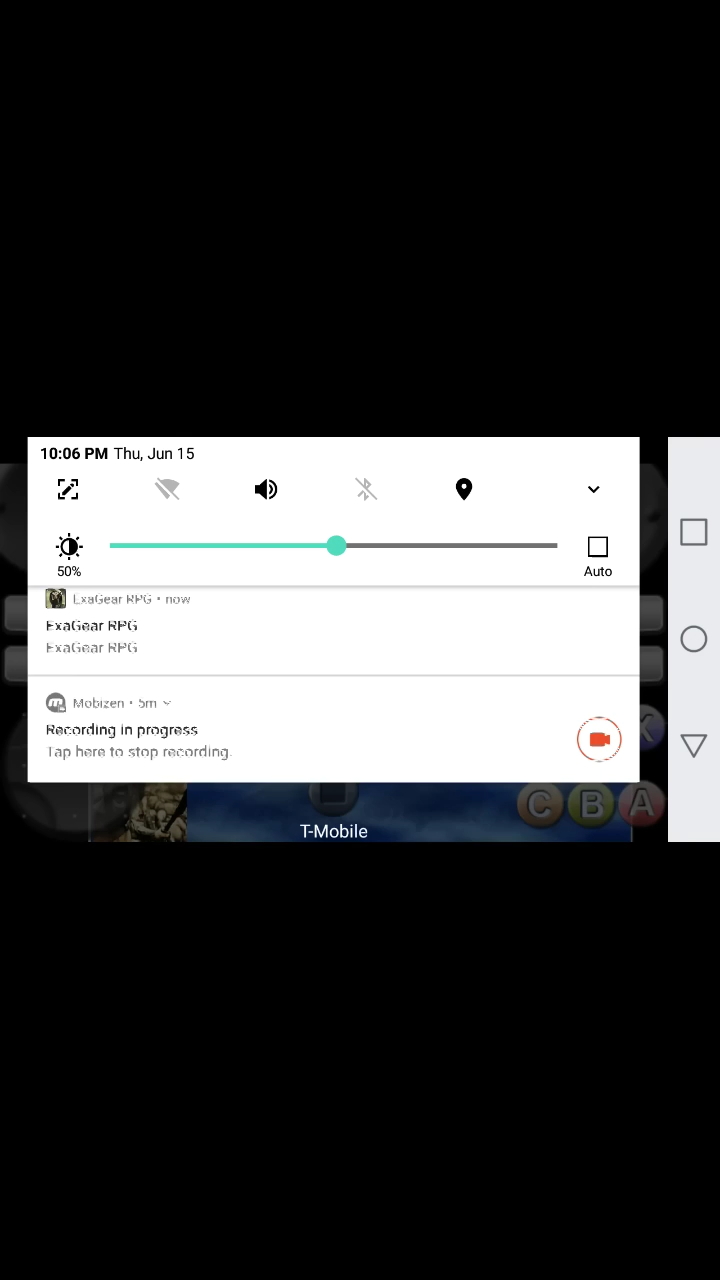 10:06 PM Thu, Jun 15
50%
Auto
ExaGear RPG • now
ExaGear RPG
ExaGear RPG
Mobizen • 5m
Recording in progress
Tap here to stop recording.
X
C B A
T-Mobile